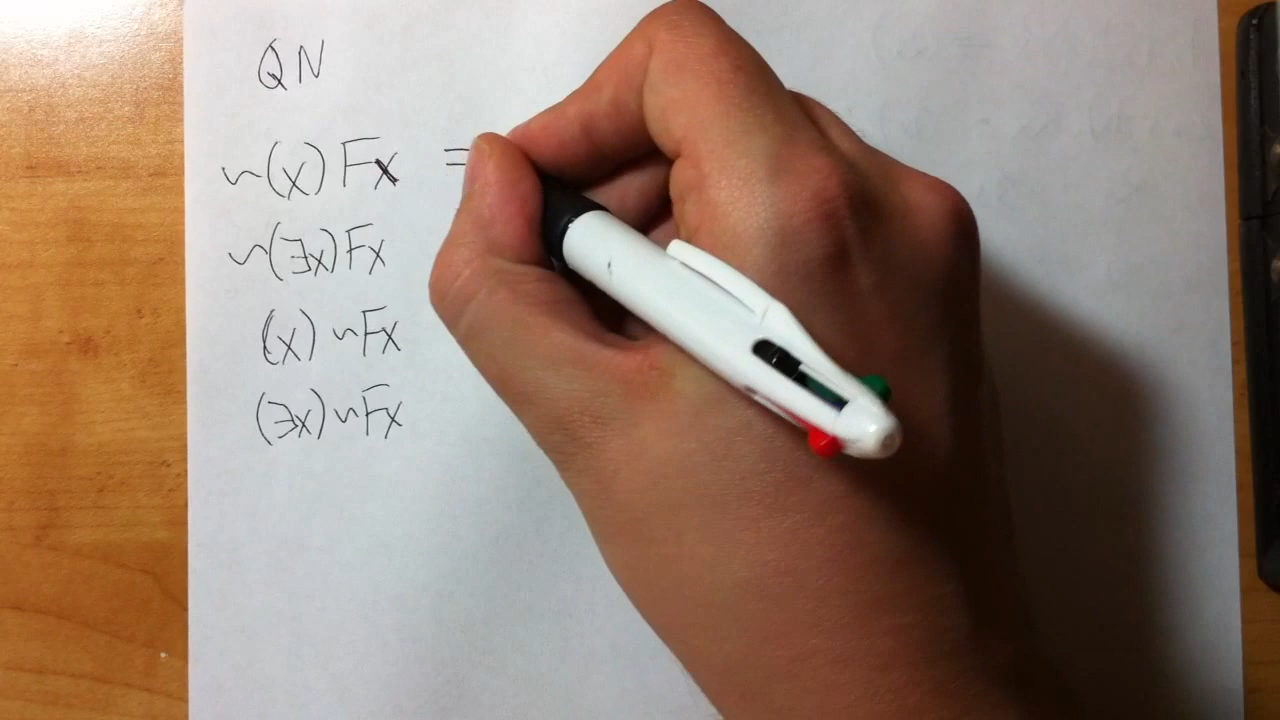 QN
~(x) Fx =
~(∃x) Fx
(x) ~Fx
(∃x) ~Fx